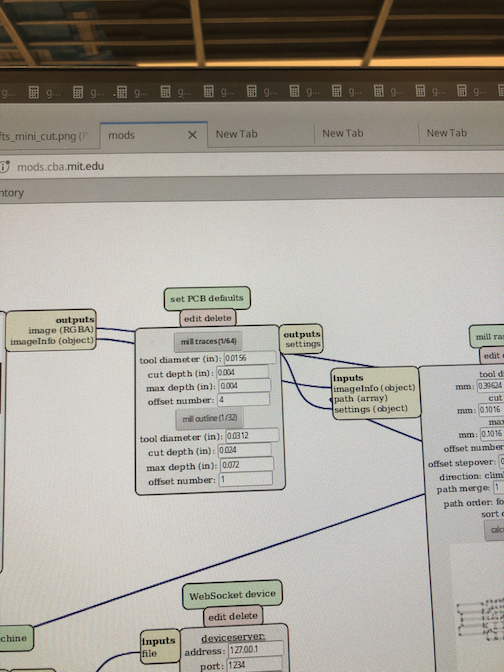 g... g... g... g... g... g... g... g... g... g... g...
fts_mini_cut.png (P
mods
New Tab
New Tab
New Tab
mods.cba.mit.edu
ntory
set PCB defaults
edit delete
outputs
image (RGBA)
imageInfo (object)
mill traces (1/64)
tool diameter (in): 0.0156
cut depth (in): 0.004
max depth (in): 0.004
offset number: 4
mill outline (1/32)
tool diameter (in): 0.0312
cut depth (in): 0.024
max depth (in): 0.072
offset number: 1
outputs
settings
inputs
imageInfo (object)
path (array)
settings (object)
mill ras
edit
tool d
mm: 0.39624
cut
mm: 0.1016
max
mm: 0.1016
offset number
offset stepover:
direction: clim
path merge: 1
path order: fo
sort
calc
WebSocket device
edit delete
chine
inputs
file
deviceserver:
address: 127.0.0.1
port: 1234